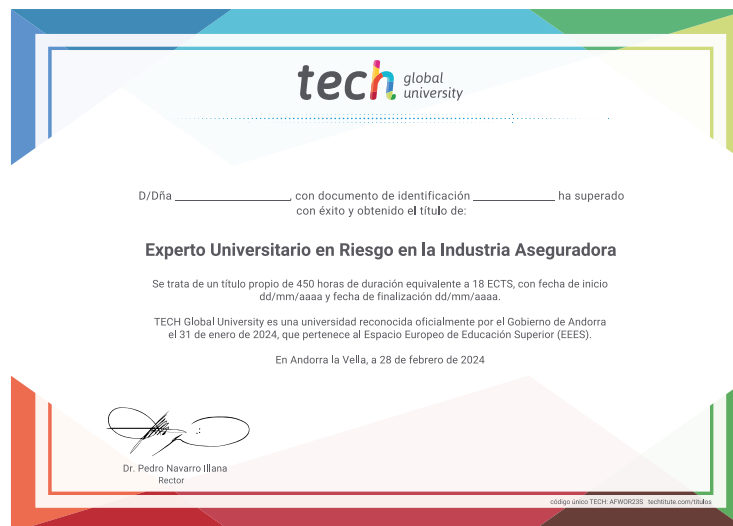 tech global
university
D/Dña ____________, con documento de identificación ____________ ha superado
con éxito y obtenido el título de:
Experto Universitario en Riesgo en la Industria Aseguradora
Se trata de un título propio de 450 horas de duración equivalente a 18 ECTS, con fecha de inicio
dd/mm/aaaa y fecha de finalización dd/mm/aaaa.
TECH Global University es una universidad reconocida oficialmente por el Gobierno de Andorra
el 31 de enero de 2024, que pertenece al Espacio Europeo de Educación Superior (EEES).
En Andorra la Vella, a 28 de febrero de 2024
Dr. Pedro Navarro Illana
Rector
código único TECH: AFWOR23S techtitute.com/titulos